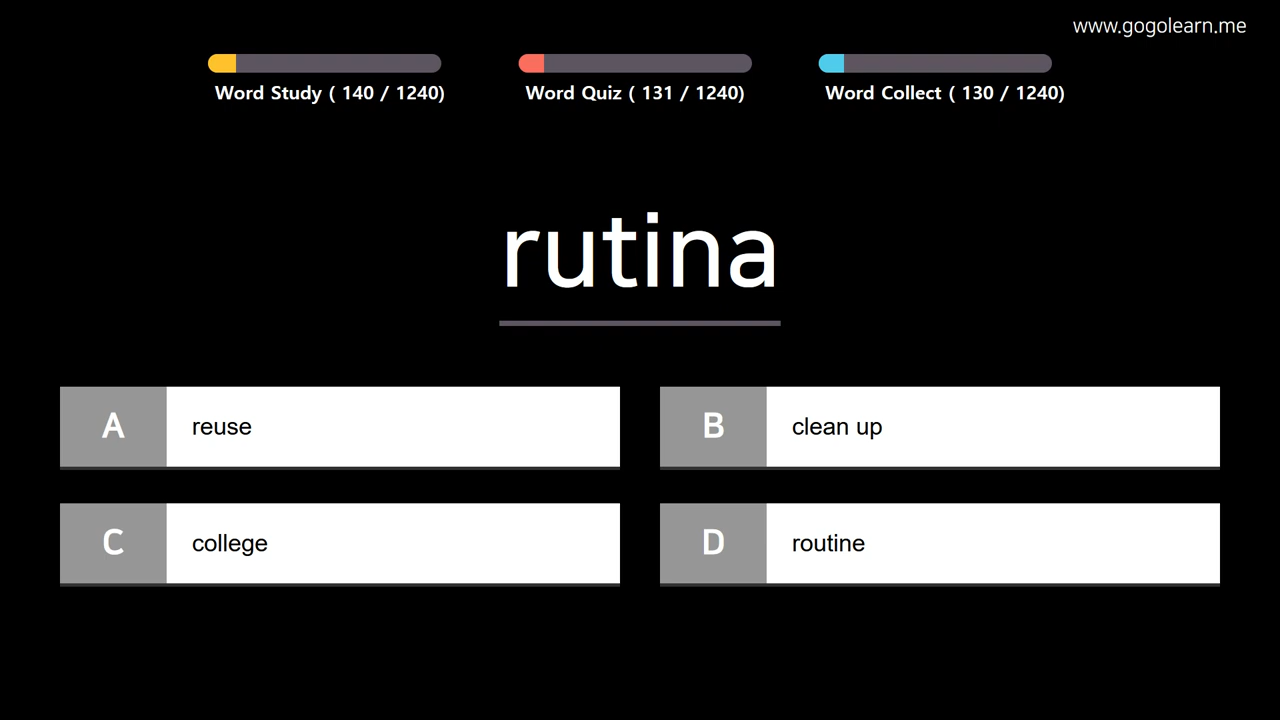 www.gogolearn.me
Word Study ( 140 / 1240)
Word Quiz ( 131 / 1240)
Word Collect ( 130 / 1240)
rutina
A
reuse
B
clean up
C
college
D
routine